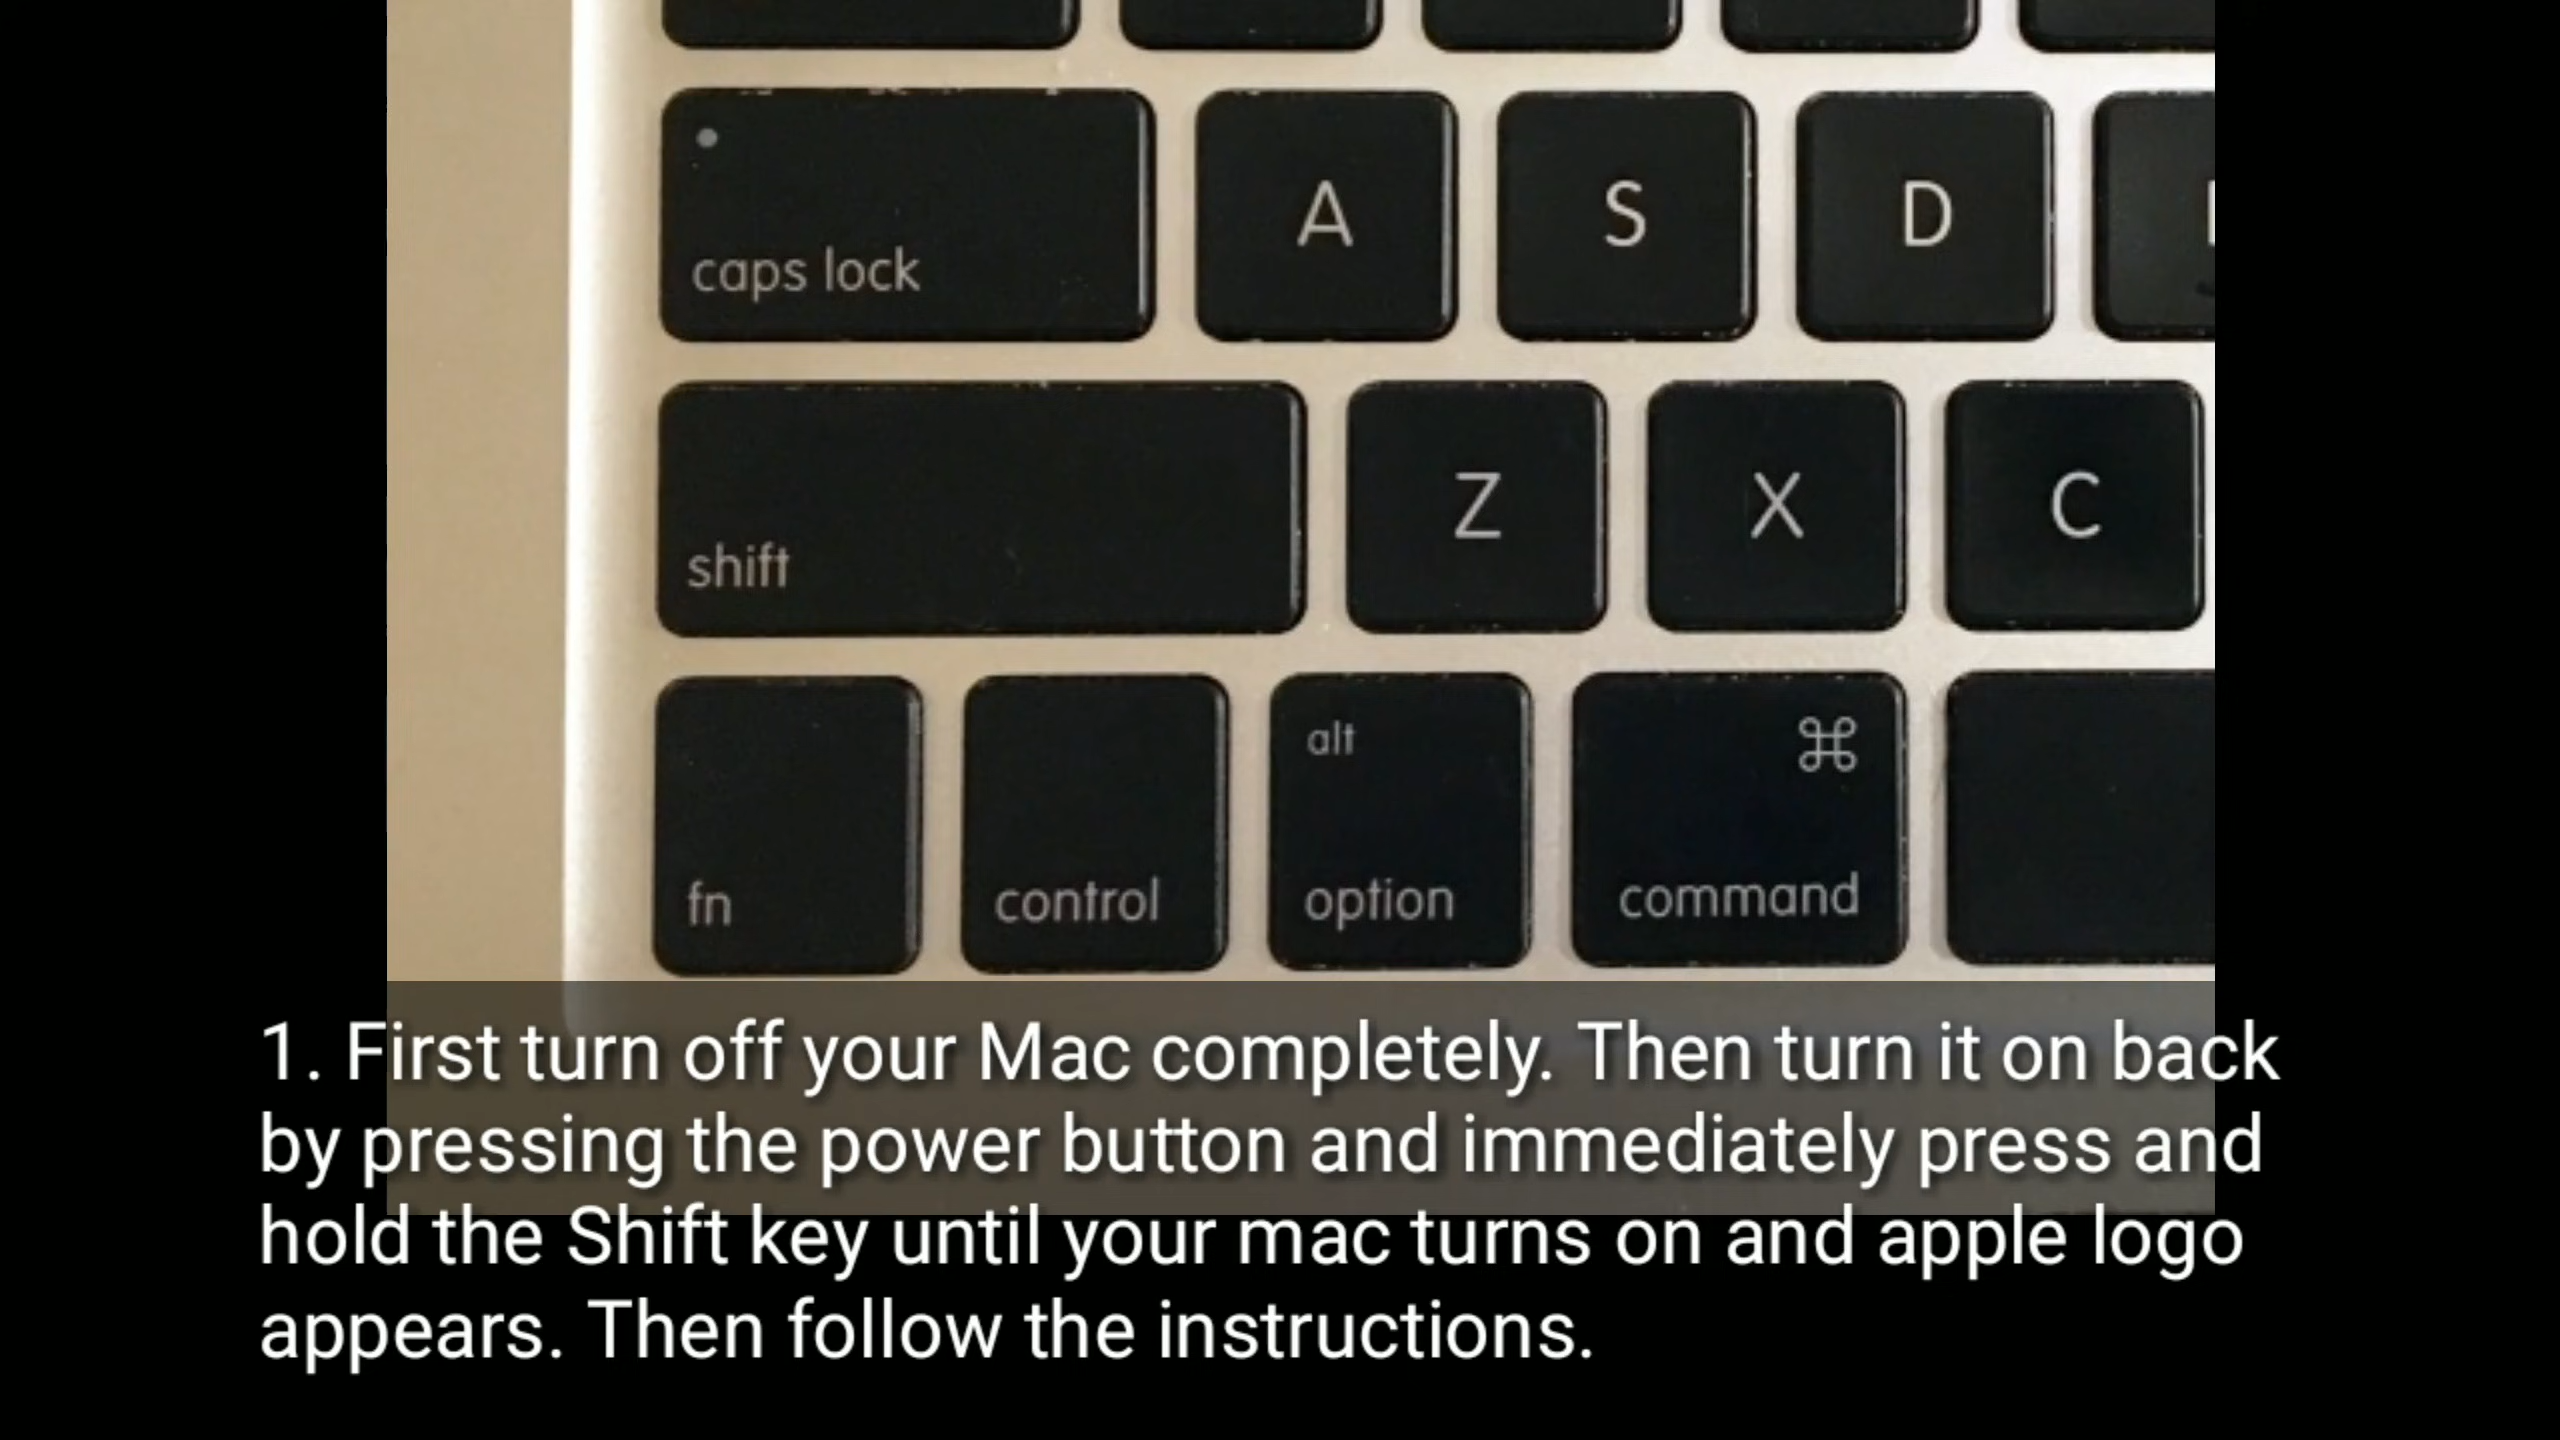 caps lock
A
S
D
shift
Z
X
C
fn
control
alt
option
⌘
command
1. First turn off your Mac completely. Then turn it on back
by pressing the power button and immediately press and
hold the Shift key until your mac turns on and apple logo
appears. Then follow the instructions.